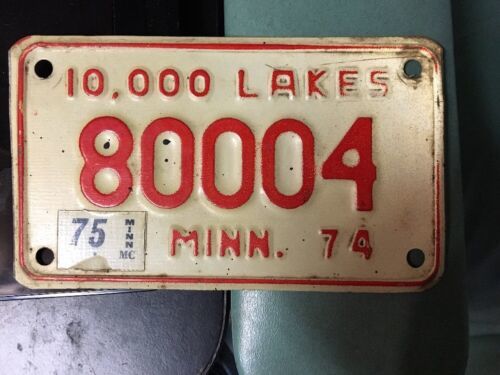 10,000 LAKES
80004
75 MINN MC
MINN. 74